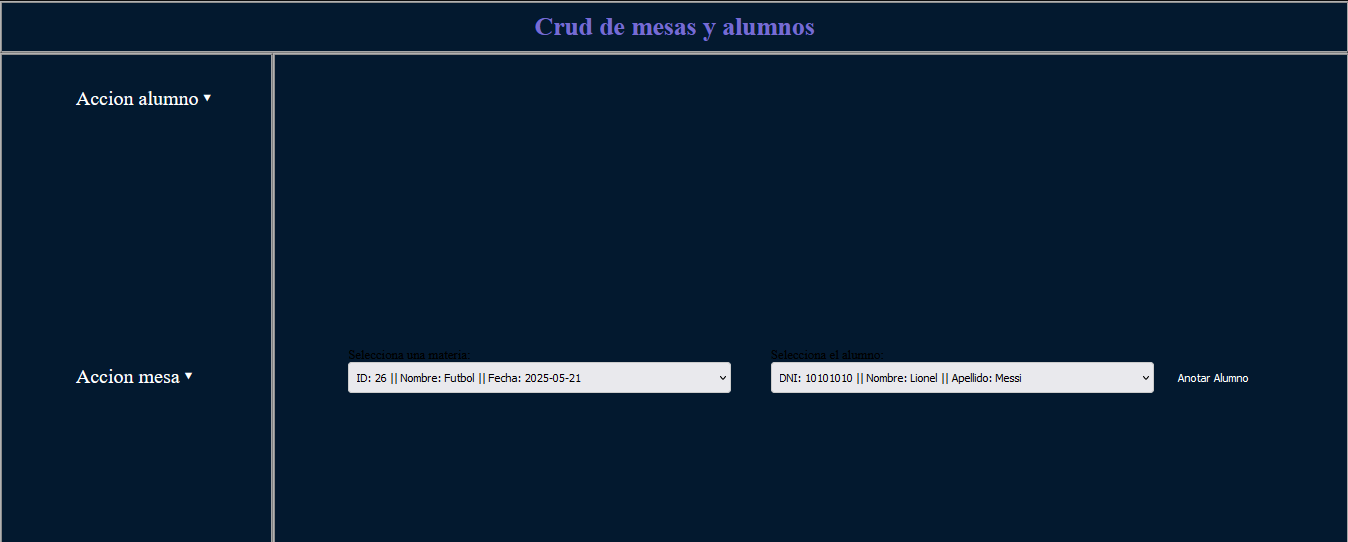 Crud de mesas y alumnos
Accion alumno ▾
Accion mesa ▾
Selecciona una materia:
ID: 26 || Nombre: Futbol || Fecha: 2025-05-21
Selecciona el alumno:
DNI: 10101010 || Nombre: Lionel || Apellido: Messi
Anotar Alumno